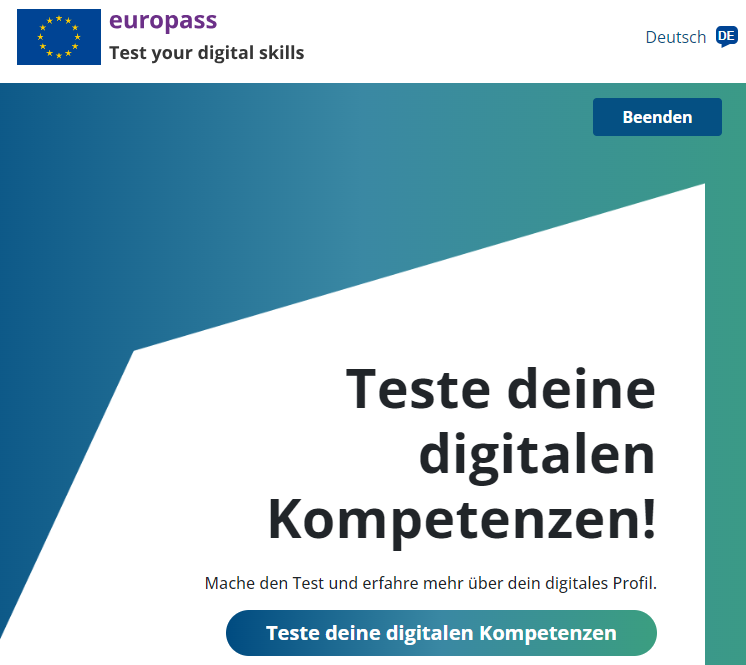 europass
Test your digital skills
Deutsch DE
Beenden
Teste deine
digitalen
Kompetenzen!
Mache den Test und erfahre mehr über dein digitales Profil.
Teste deine digitalen Kompetenzen